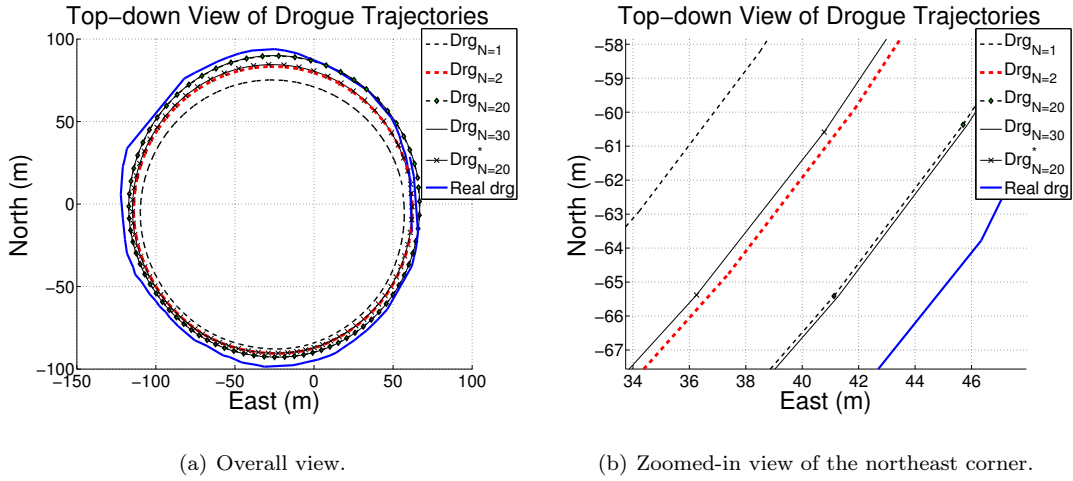 Top-down View of Drogue Trajectories
100
50
0
−50
−100
−150
−100
−50
0
50
100
North (m)
East (m)
Drg N=1
Drg N=2
Drg N=20
Drg N=30
Drg * N=20
Real drg
(a) Overall view.
Top-down View of Drogue Trajectories
−58
−59
−60
−61
−62
−63
−64
−65
−66
−67
34
36
38
40
42
44
46
North (m)
East (m)
Drg N=1
Drg N=2
Drg N=20
Drg N=30
Drg * N=20
Real drg
(b) Zoomed-in view of the northeast corner.